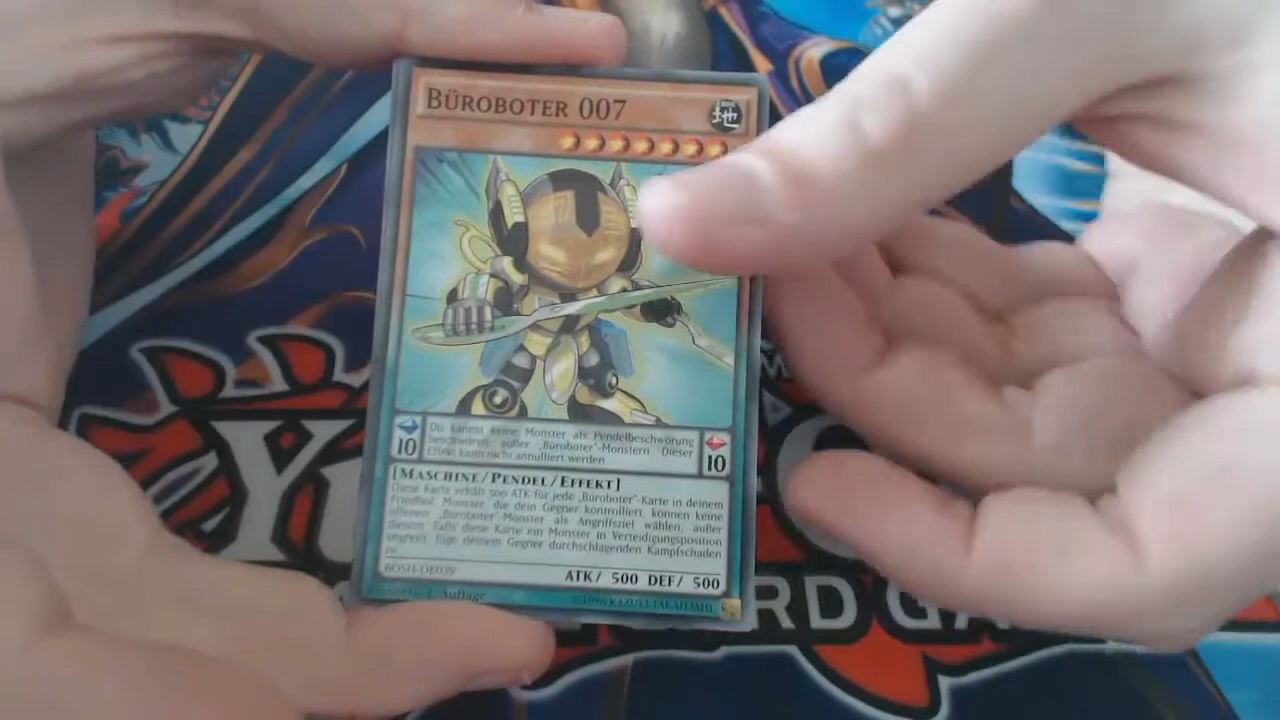 BÜROBOTER 007
地
10
Du kannst keine Monster als Pendelbeschwörung
beschwören, außer „Büroboter"-Monstern. Dieser
Effekt kann nicht annulliert werden.
10
[MASCHINE/PENDEL/EFFEKT]
Diese Karte erhält 500 ATK für jede „Büroboter"-Karte in deinem
Friedhof. Monster, die dein Gegner kontrolliert, können keine
offenen „Büroboter"-Monster als Angriffsziel wählen, außer
diesem. Falls diese Karte ein Monster in Verteidigungsposition
angreift, füge deinem Gegner durchschlagenden Kampfschaden
zu.
BOSH-DE039
ATK/ 500 DEF/ 500
1. Auflage
©1996 KAZUKI TAKAHASHI